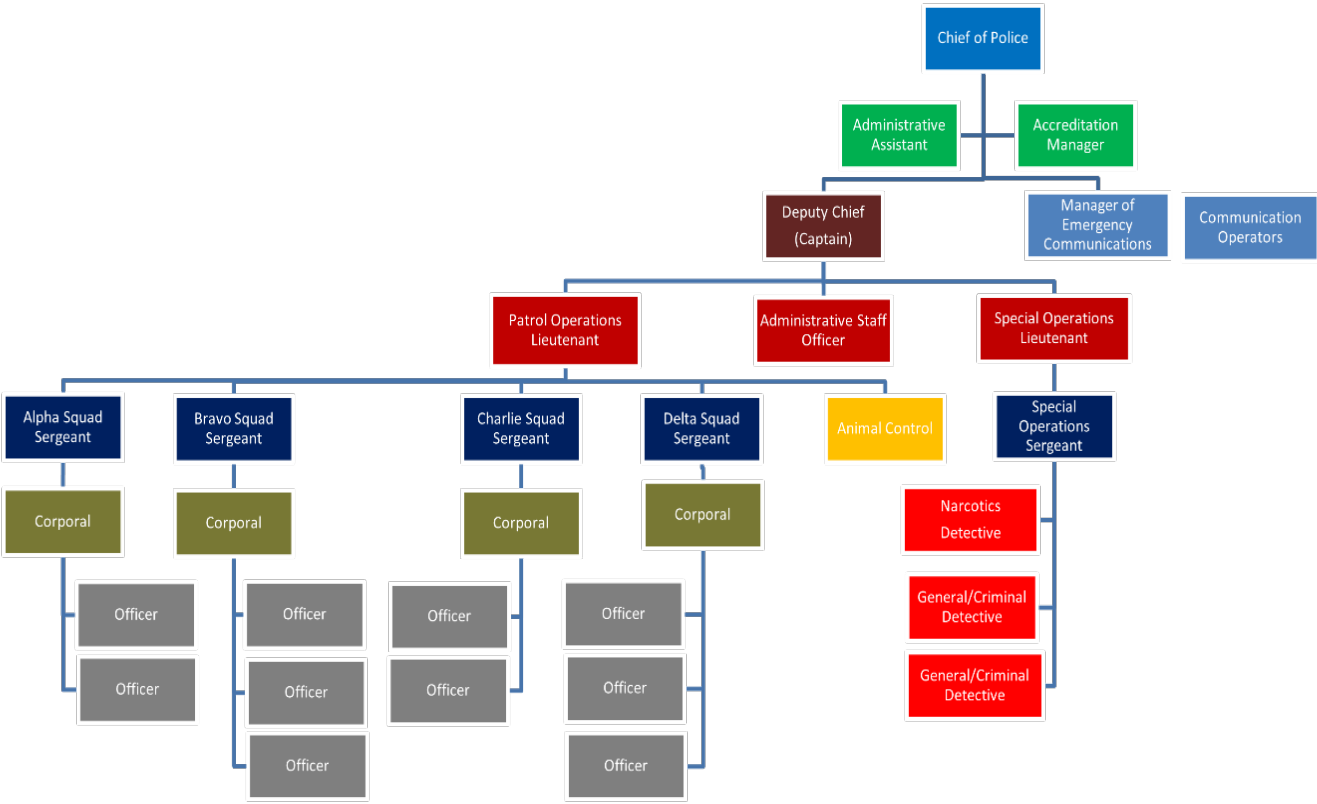 Chief of Police
Administrative
Assistant
Accreditation
Manager
Deputy Chief
(Captain)
Manager of
Emergency
Communications
Communication
Operators
Patrol Operations
Lieutenant
Administrative Staff
Officer
Special Operations
Lieutenant
Alpha Squad
Sergeant
Bravo Squad
Sergeant
Charlie Squad
Sergeant
Delta Squad
Sergeant
Animal Control
Special
Operations
Sergeant
Corporal
Corporal
Corporal
Corporal
Narcotics
Detective
Officer
Officer
Officer
Officer
General/Criminal
Detective
Officer
Officer
Officer
Officer
General/Criminal
Detective
Officer
Officer